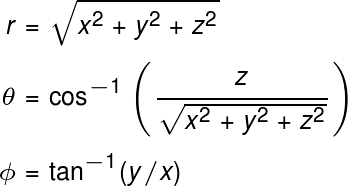 r = √(x² + y² + z²)
θ = cos⁻¹ (z / √(x² + y² + z²))
ϕ = tan⁻¹(y/x)